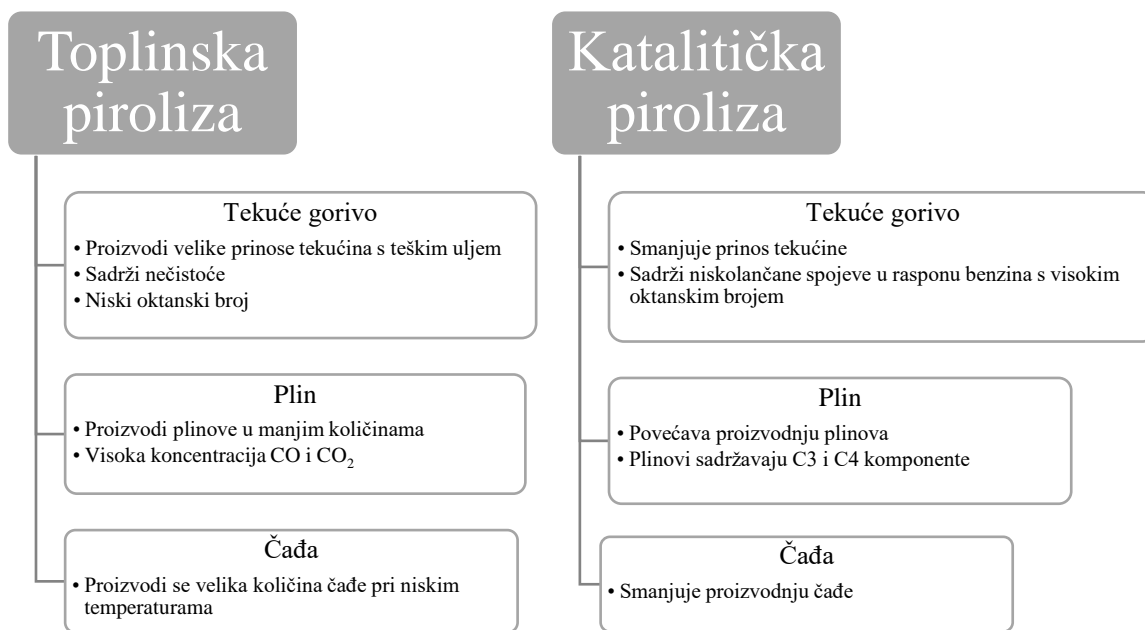 Toplinska
piroliza
Tekuće gorivo
• Proizvodi velike prinose tekućina s teškim uljem
• Sadrži nečistoće
• Niski oktanski broj
Plin
• Proizvodi plinove u manjim količinama
• Visoka koncentracija CO i CO₂
Čađa
• Proizvodi se velika količina čađe pri niskim
temperaturama
Katalitička
piroliza
Tekuće gorivo
• Smanjuje prinos tekućine
• Sadrži niskolančane spojeve u rasponu benzina s visokim
oktanskim brojem
Plin
• Povećava proizvodnju plinova
• Plinovi sadržavaju C3 i C4 komponente
Čađa
• Smanjuje proizvodnju čađe